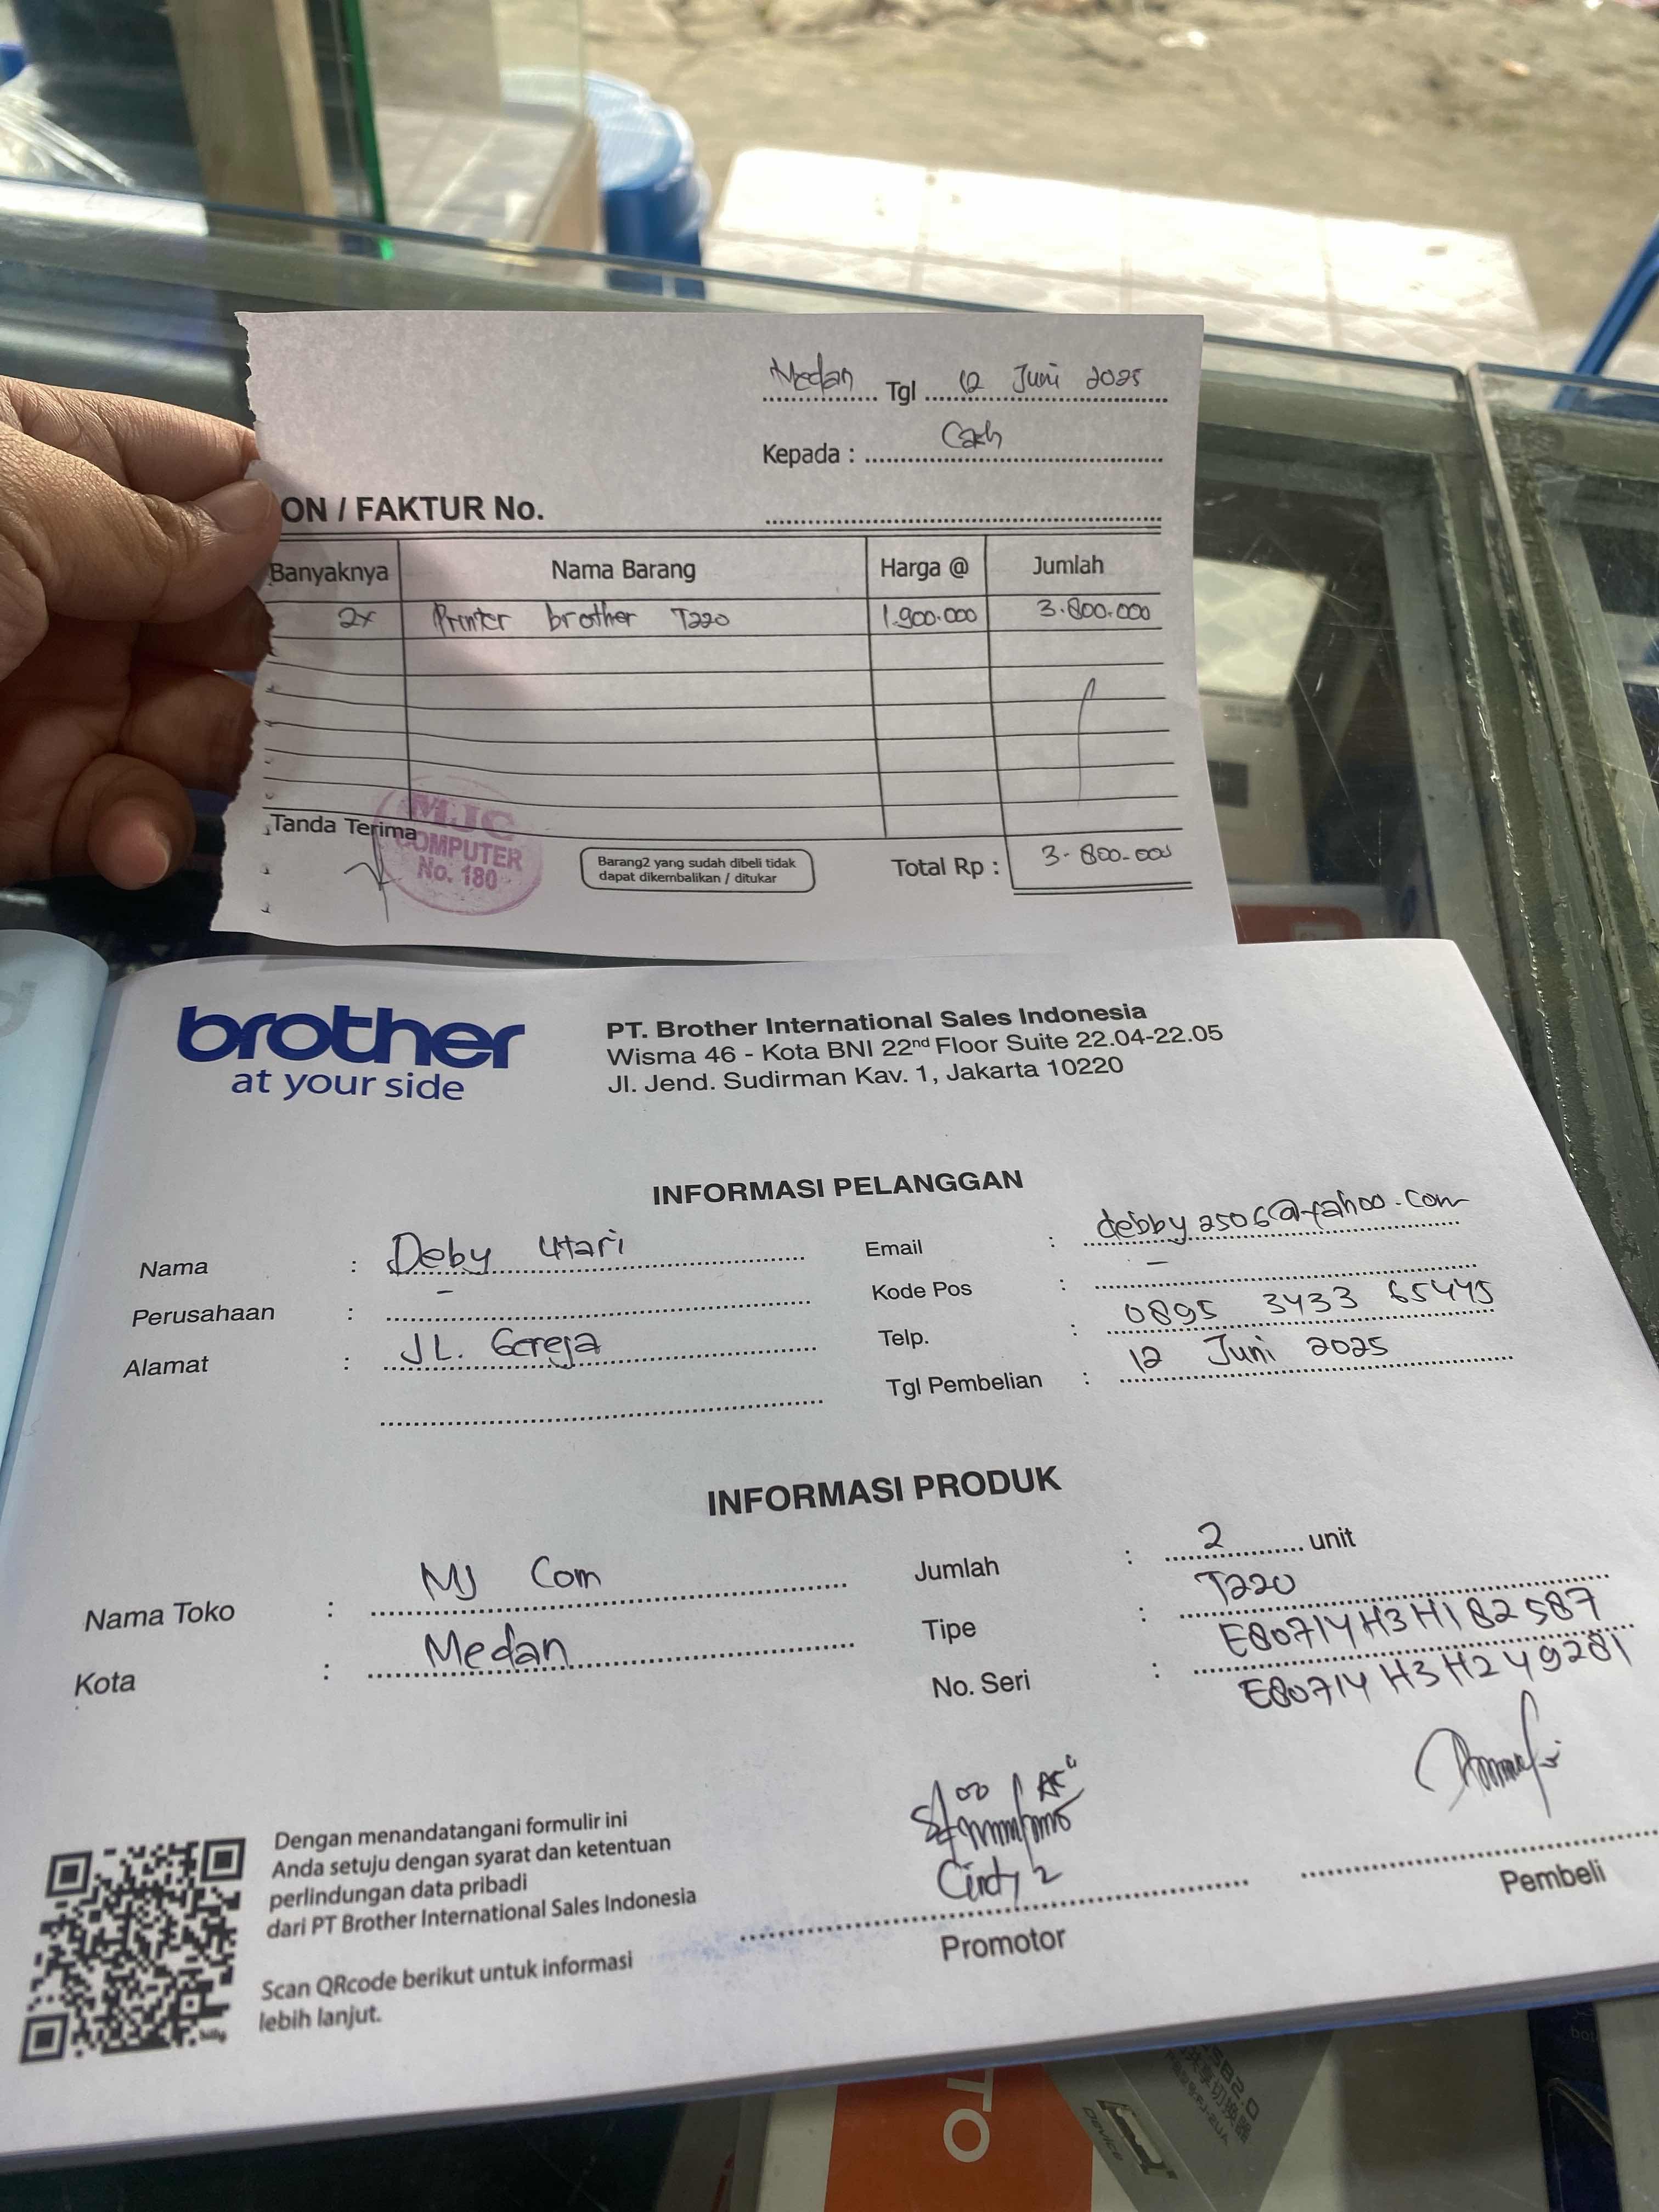 Medan Tgl 12 Juni 2025
Kepada : Cash
ON / FAKTUR No.
Banyaknya Nama Barang Harga @ Jumlah
2x Printer brother T220 1.900.000 3.800.000
Tanda Terima
MJC
COMPUTER
No. 180
Barang2 yang sudah dibeli tidak
dapat dikembalikan / ditukar
Total Rp : 3.800.000
brother
at your side
PT. Brother International Sales Indonesia
Wisma 46 - Kota BNI 22nd Floor Suite 22.04-22.05
Jl. Jend. Sudirman Kav. 1, Jakarta 10220
INFORMASI PELANGGAN
Nama : Deby Utari
Email : debby2506@yahoo.com
Perusahaan : -
Kode Pos : -
Alamat : JL. Gereja
Telp. : 0895 3433 65445
Tgl Pembelian : 12 Juni 2025
INFORMASI PRODUK
Nama Toko : MJ Com
Jumlah : 2 unit
Kota : Medan
Tipe : T220
No. Seri : E80714H3H182587
E80714H3H249281
Dengan menandatangani formulir ini
Anda setuju dengan syarat dan ketentuan
perlindungan data pribadi
dari PT Brother International Sales Indonesia
Scan QRcode berikut untuk informasi
lebih lanjut.
Cindy 2
Promotor
Pembeli
TO
DEVICE